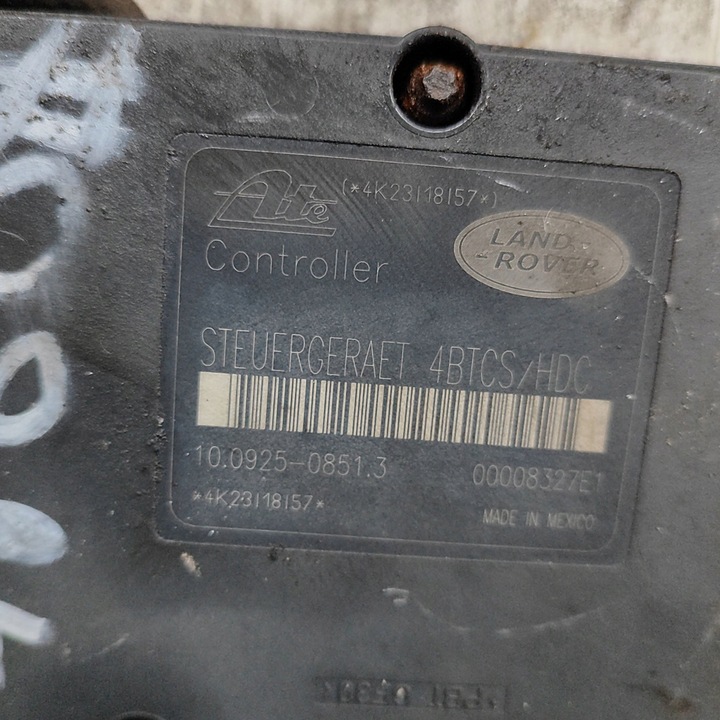 Ate (*4K23118157*)
LAND
ROVER
Controller
STEUERGERAET 4BTCS/HDC
10.0925-0851.3 00008327E1
*4K23118157*
MADE IN MEXICO